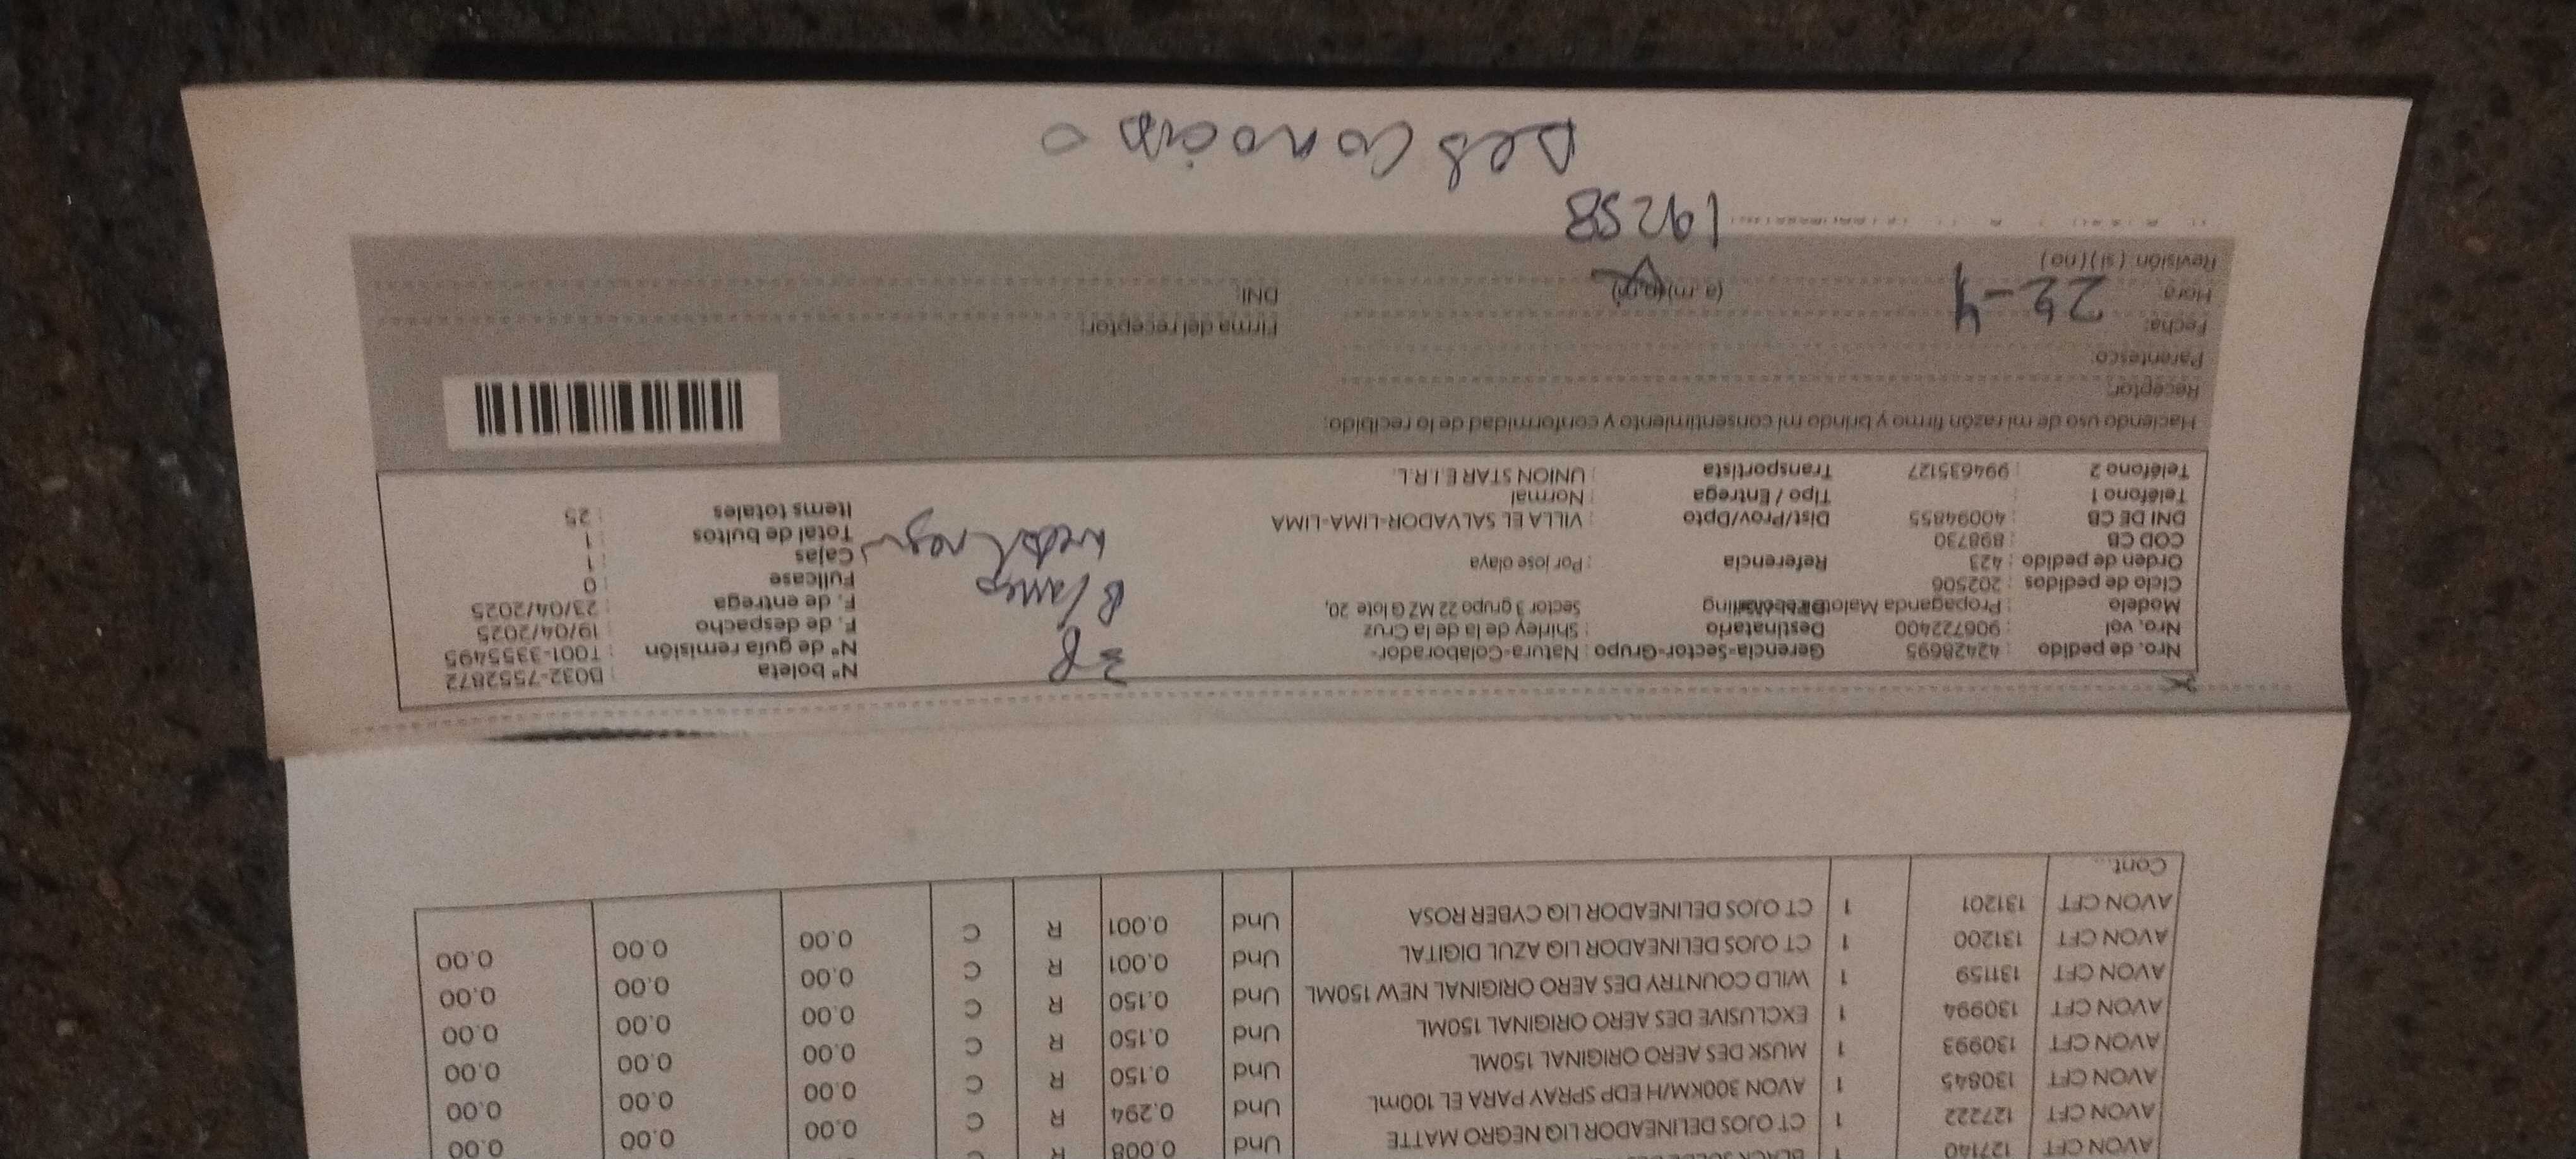 AVON CFT 127140 1
AVON CFT 127222 1 CT OJOS DELINEADOR LIQ NEGRO MATTE Und 0.008 R C 0.00 0.00
AVON CFT 130845 1 AVON 300KM/H EDP SPRAY PARA EL 100mL Und 0.294 R C 0.00 0.00 0.00
AVON CFT 130993 1 MUSK DES AERO ORIGINAL 150ML Und 0.150 R C 0.00 0.00 0.00
AVON CFT 130994 1 EXCLUSIVE DES AERO ORIGINAL 150ML Und 0.150 R C 0.00 0.00 0.00
AVON CFT 131159 1 WILD COUNTRY DES AERO ORIGINAL NEW 150ML Und 0.150 R C 0.00 0.00 0.00
AVON CFT 131200 1 CT OJOS DELINEADOR LIQ AZUL DIGITAL Und 0.001 R C 0.00 0.00 0.00
AVON CFT 131201 1 CT OJOS DELINEADOR LIQ CYBER ROSA Und 0.001 R C 0.00 0.00 0.00
Cont...
Nro. de pedido : 42428695 Gerencia-Sector-Grupo : Natura-Colaborador- 3P N° boleta : B032-7552872
Nro. vol : 906722400 Destinatario : Shirley de la de la Cruz N° de guía remisión : T001-3355495
Modelo : Propaganda Sector 3 grupo 22 MZ G lote 20, Blanco F. de despacho : 19/04/2025
Ciclo de pedidos : 202506 F. de entrega : 23/04/2025
Orden de pedido : 423 Referencia : Por jose olaya Fullcase : 0
COD CB : 898730 Cajas : 1
DNI DE CB : 40094855 Dist/Prov/Dpto : VILLA EL SALVADOR-LIMA-LIMA Total de bultos : 1
Teléfono 1 : Tipo / Entrega : Normal Items totales : 25
Teléfono 2 : 994635127 Transportista : UNION STAR E.I.R.L.
Haciendo uso de mi razón firmo y brindo mi consentimiento y conformidad de lo recibido:
Receptor:
Parentesco:
Fecha: 22-4 Firma del receptor:
Hora: (a.m)(p.m) DNI:
Revisión: (si)(no)
19258
Desconocido